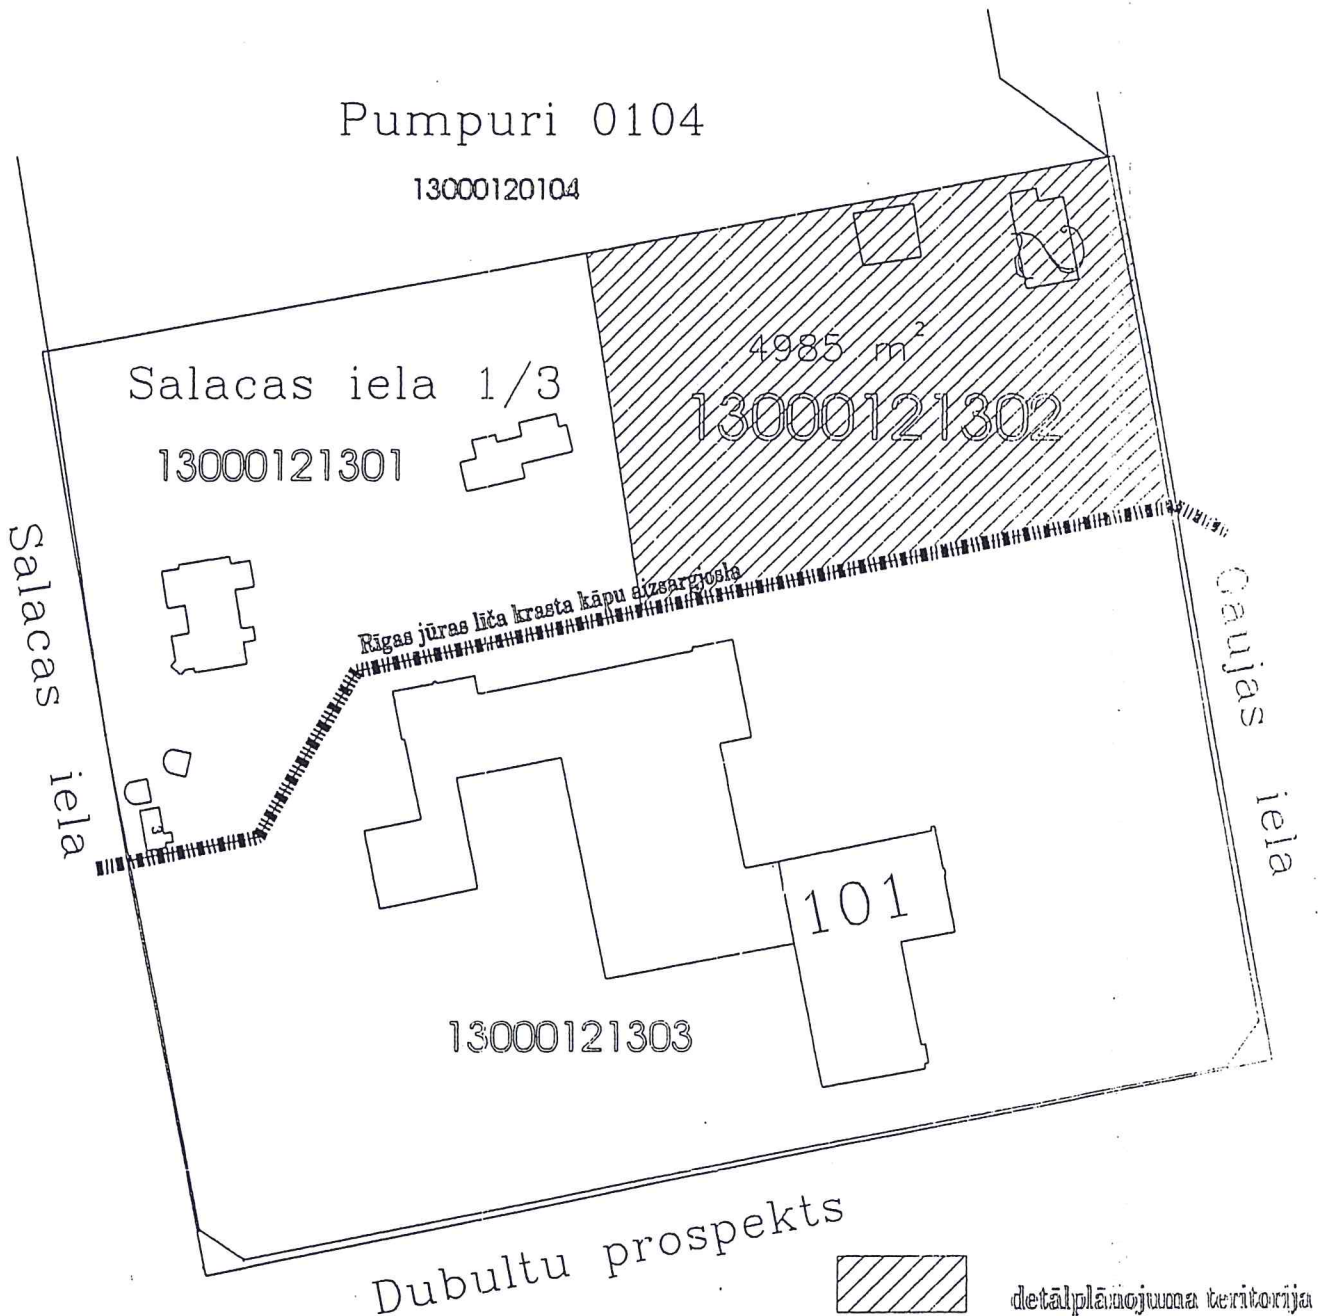 Pumpuri 0104
13000120104
4985 m²
Salacas iela 1/3
13000121302
13000121301
Salacas iela
Rīgas jūras līča krasta kāpu aizsargjosla
Gaujas iela
3
101
13000121303
Dubultu prospekts
detālplānojuma teritorija